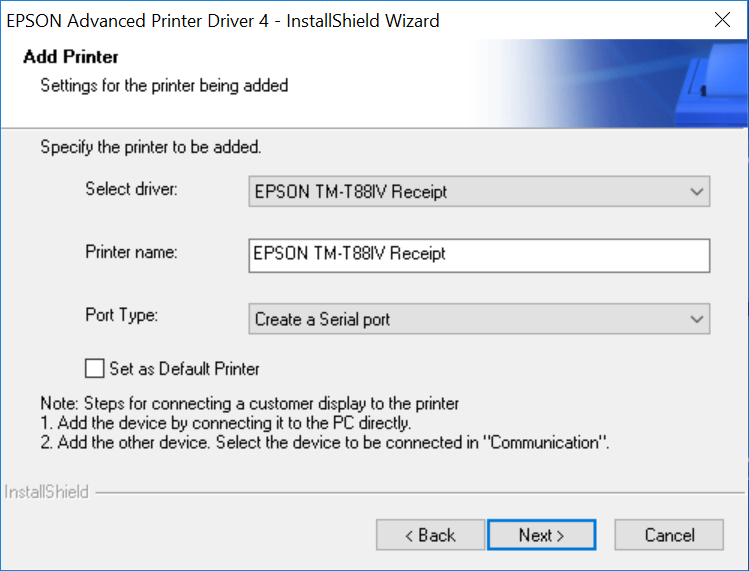 EPSON Advanced Printer Driver 4 - InstallShield Wizard
Add Printer
Settings for the printer being added
Specify the printer to be added.
Select driver: EPSON TM-T88IV Receipt
Printer name: EPSON TM-T88IV Receipt
Port Type: Create a Serial port
Set as Default Printer
Note: Steps for connecting a customer display to the printer
1. Add the device by connecting it to the PC directly.
2. Add the other device. Select the device to be connected in "Communication".
InstallShield
< Back Next > Cancel